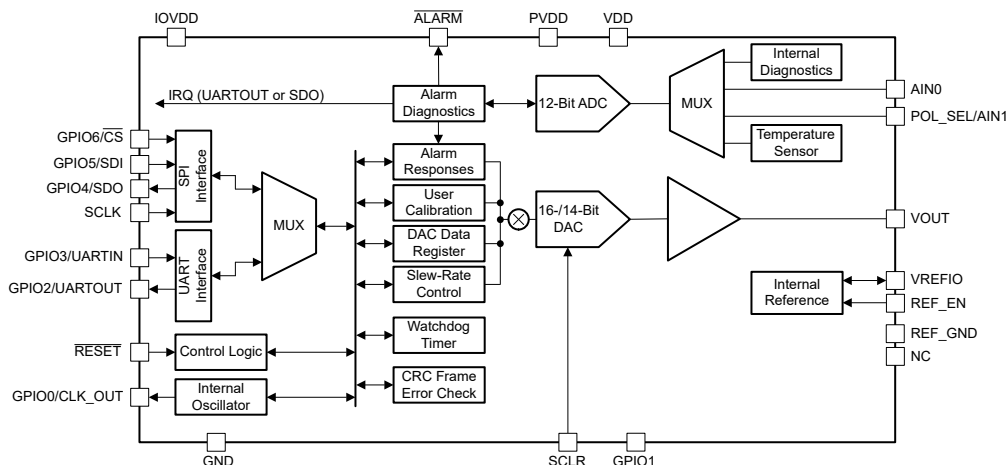 IOVDD
ALARM
PVDD
VDD
IRQ (UARTOUT or SDO)
Alarm
Diagnostics
12-Bit ADC
MUX
Internal
Diagnostics
AIN0
POL_SEL/AIN1
Temperature
Sensor
GPIO6/CS
GPIO5/SDI
GPIO4/SDO
SCLK
SPI
Interface
GPIO3/UARTIN
GPIO2/UARTOUT
UART
Interface
MUX
Alarm
Responses
User
Calibration
DAC Data
Register
Slew-Rate
Control
16-/14-Bit
DAC
VOUT
Internal
Reference
VREFIO
REF_EN
REF_GND
NC
RESET
Control Logic
Watchdog
Timer
GPIO0/CLK_OUT
Internal
Oscillator
CRC Frame
Error Check
GND
SCLR
GPIO1